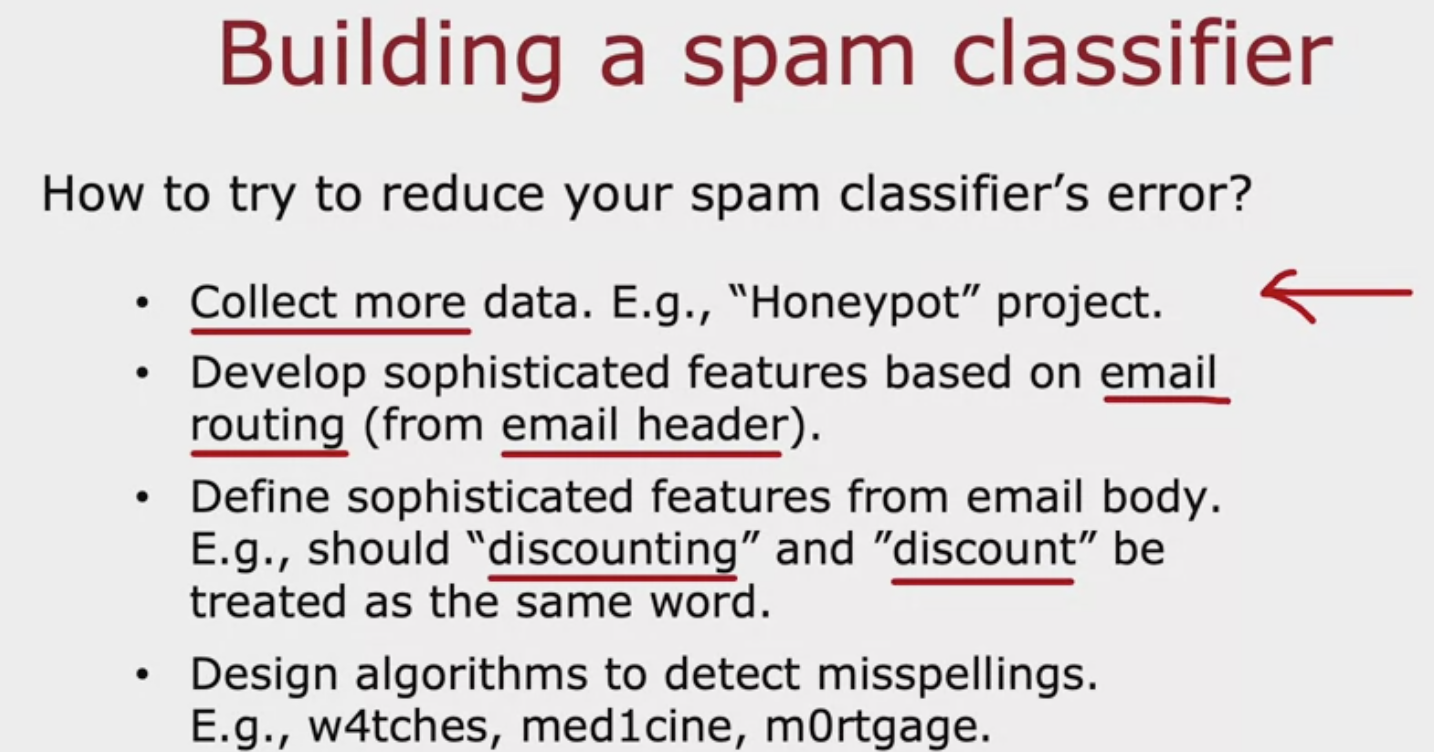 Building a spam classifier
How to try to reduce your spam classifier’s error?
• Collect more data. E.g., “Honeypot” project.
• Develop sophisticated features based on email
routing (from email header).
• Define sophisticated features from email body.
E.g., should “discounting” and ”discount” be
treated as the same word.
• Design algorithms to detect misspellings.
E.g., w4tches, med1cine, m0rtgage.